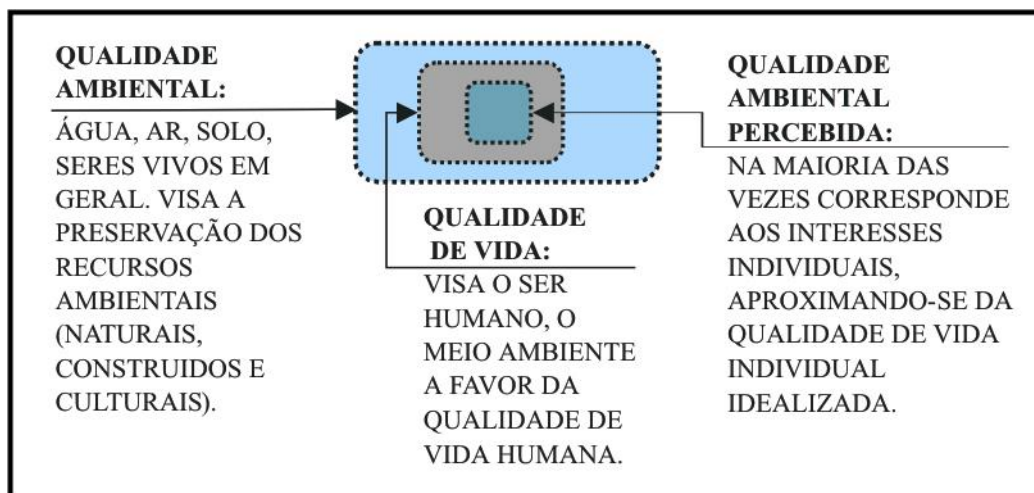 QUALIDADE
AMBIENTAL:
ÁGUA, AR, SOLO,
SERES VIVOS EM
GERAL. VISA A
PRESERVAÇÃO DOS
RECURSOS
AMBIENTAIS
(NATURAIS,
CONSTRUIDOS E
CULTURAIS).
QUALIDADE
DE VIDA:
VISA O SER
HUMANO, O
MEIO AMBIENTE
A FAVOR DA
QUALIDADE DE
VIDA HUMANA.
QUALIDADE
AMBIENTAL
PERCEBIDA:
NA MAIORIA DAS
VEZES CORRESPONDE
AOS INTERESSES
INDIVIDUAIS,
APROXIMANDO-SE DA
QUALIDADE DE VIDA
INDIVIDUAL
IDEALIZADA.